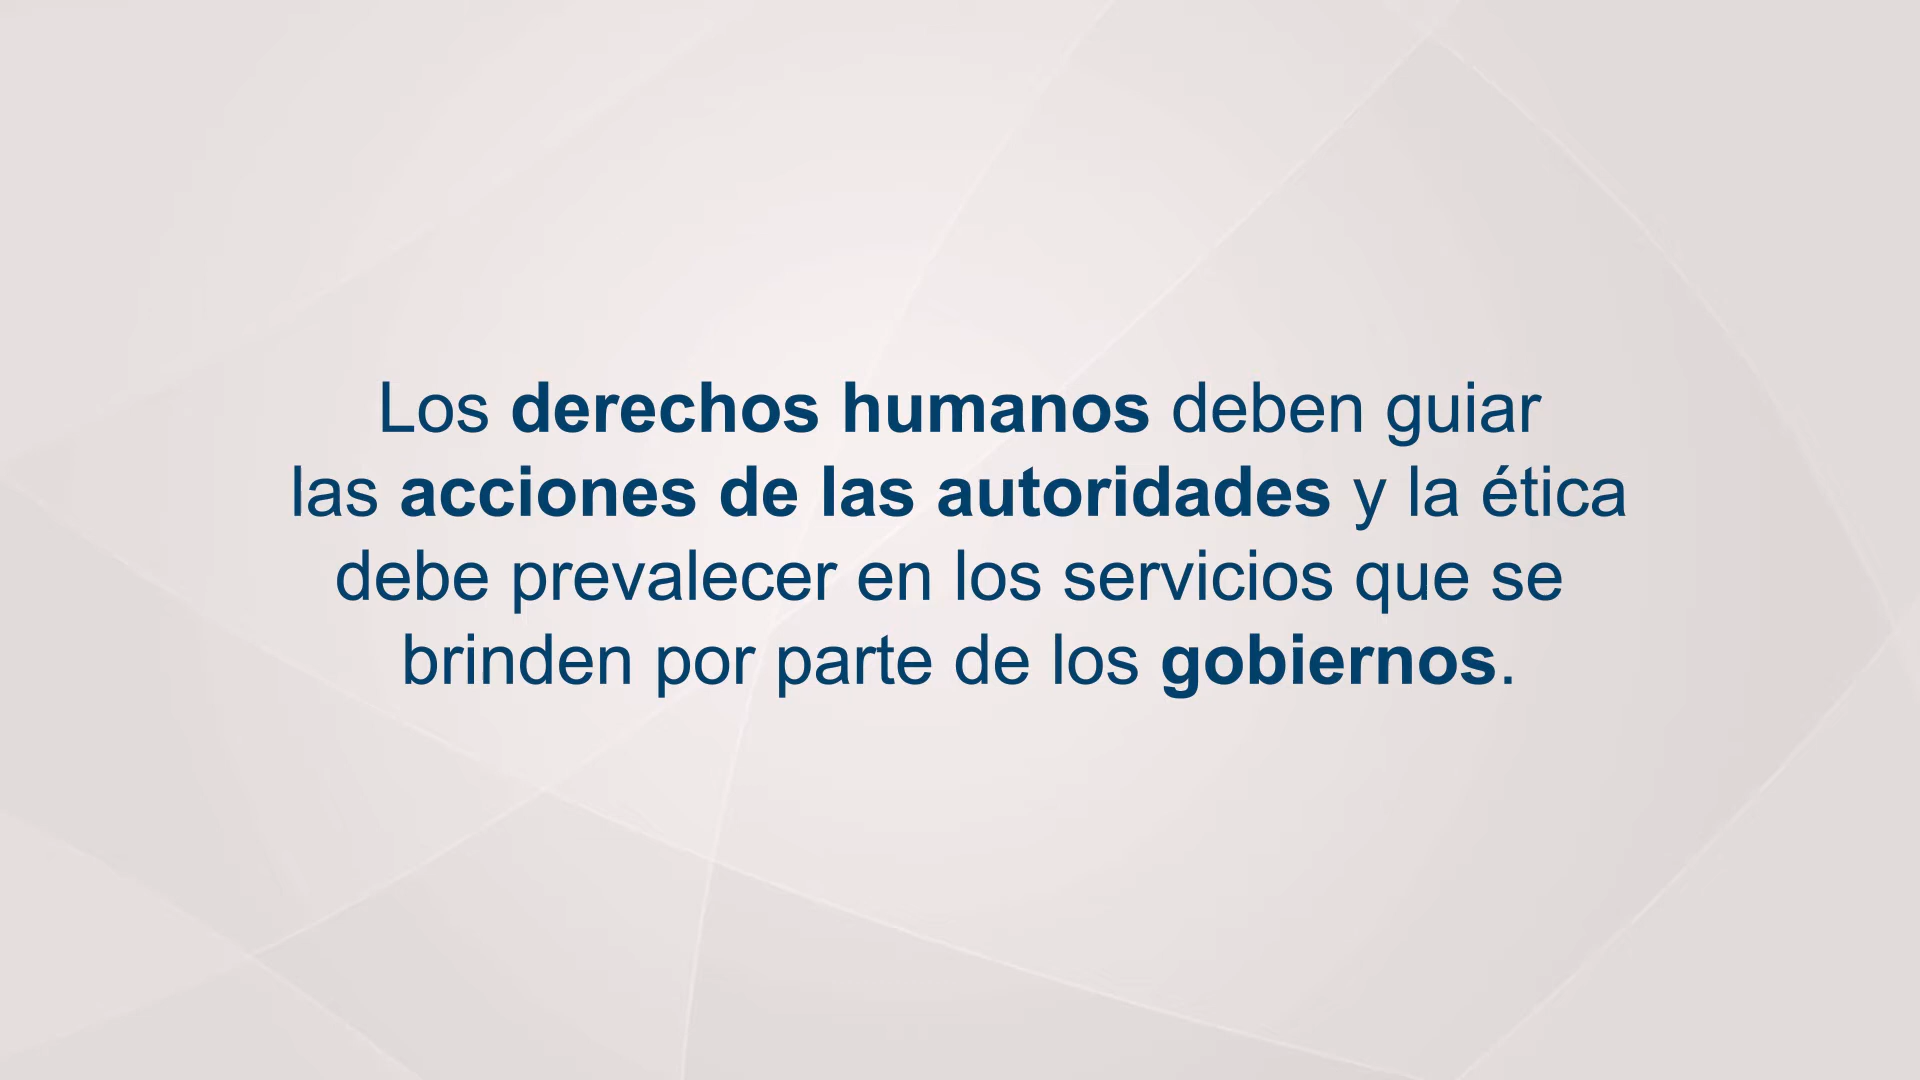 Los derechos humanos deben guiar
las acciones de las autoridades y la ética
debe prevalecer en los servicios que se
brinden por parte de los gobiernos.